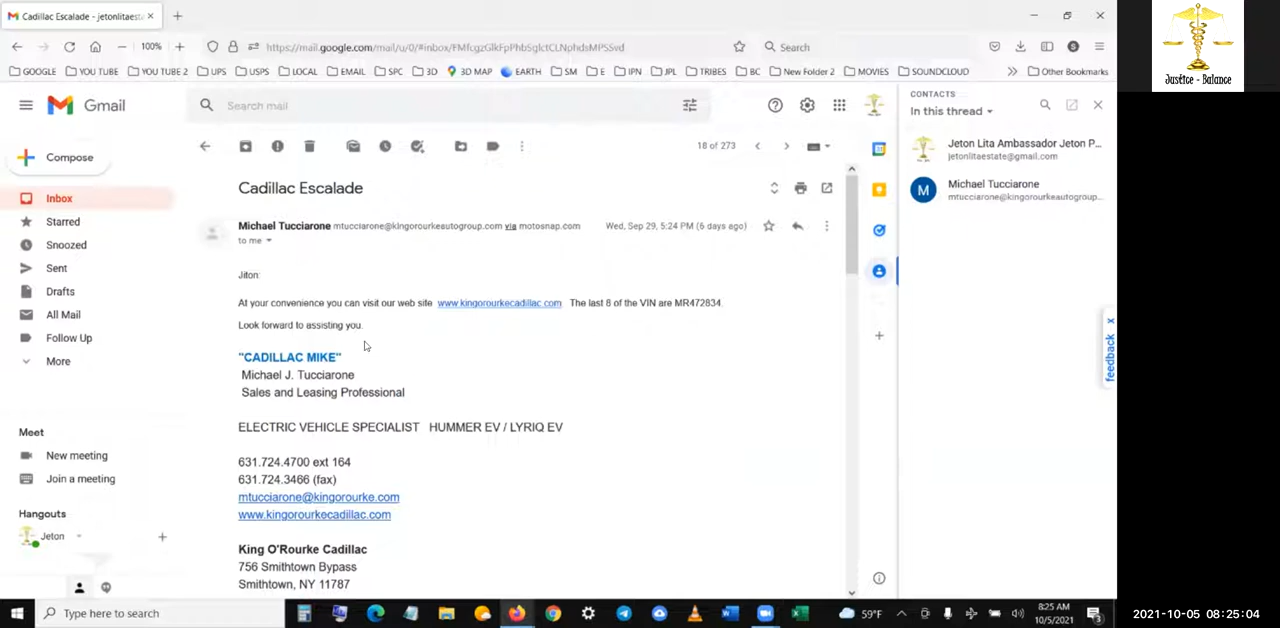 Cadillac Escalade - jetonlitaesta
100%
https://mail.google.com/mail/u/0/#inbox/
Search
GOOGLE YOU TUBE YOU TUBE 2 UPS USPS LOCAL EMAIL SPC 3D 3D MAP EARTH SM E IPN JPL TRIBES BC New Folder 2 MOVIES SOUNDCLOUD Other Bookmarks
Justice - Balance
Gmail
Search mail
CONTACTS
In this thread
Compose
18 of 273
Jeton Lita Ambassador Jeton P...
jetonlitaestate@gmail.com
Michael Tucciarone
mtucciarone@kingorourkeautogroup...
M
Inbox
Starred
Snoozed
Sent
Drafts
All Mail
Follow Up
More
Cadillac Escalade
Michael Tucciarone mtucciarone@kingorourkeautogroup.com via motosnap.com
Wed, Sep 29, 5:24 PM (6 days ago)
to me
Jiton:
At your convenience you can visit our web site www.kingorourkecadillac.com The last 8 of the VIN are MR472834.
Look forward to assisting you.
"CADILLAC MIKE"
Michael J. Tucciarone
Sales and Leasing Professional
ELECTRIC VEHICLE SPECIALIST HUMMER EV / LYRIQ EV
631.724.4700 ext 164
631.724.3466 (fax)
mtucciarone@kingorourke.com
www.kingorourkecadillac.com
King O'Rourke Cadillac
756 Smithtown Bypass
Smithtown, NY 11787
Meet
New meeting
Join a meeting
Hangouts
Jeton
feedback x
Type here to search
59°F
8:25 AM
10/5/2021
3
2021-10-05 08:25:04